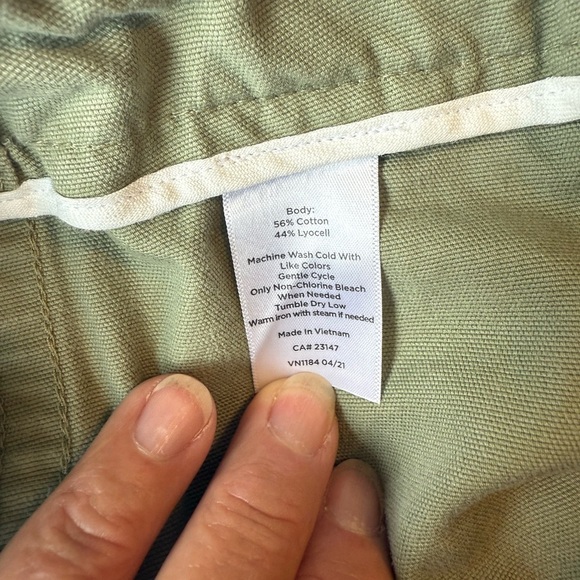 Body:
56% Cotton
44% Lyocell
Machine Wash Cold With
Like Colors
Gentle Cycle
Only Non-Chlorine Bleach
When Needed
Tumble Dry Low
Warm iron with steam if needed
Made in Vietnam
CA# 23147
VN1184 04/21